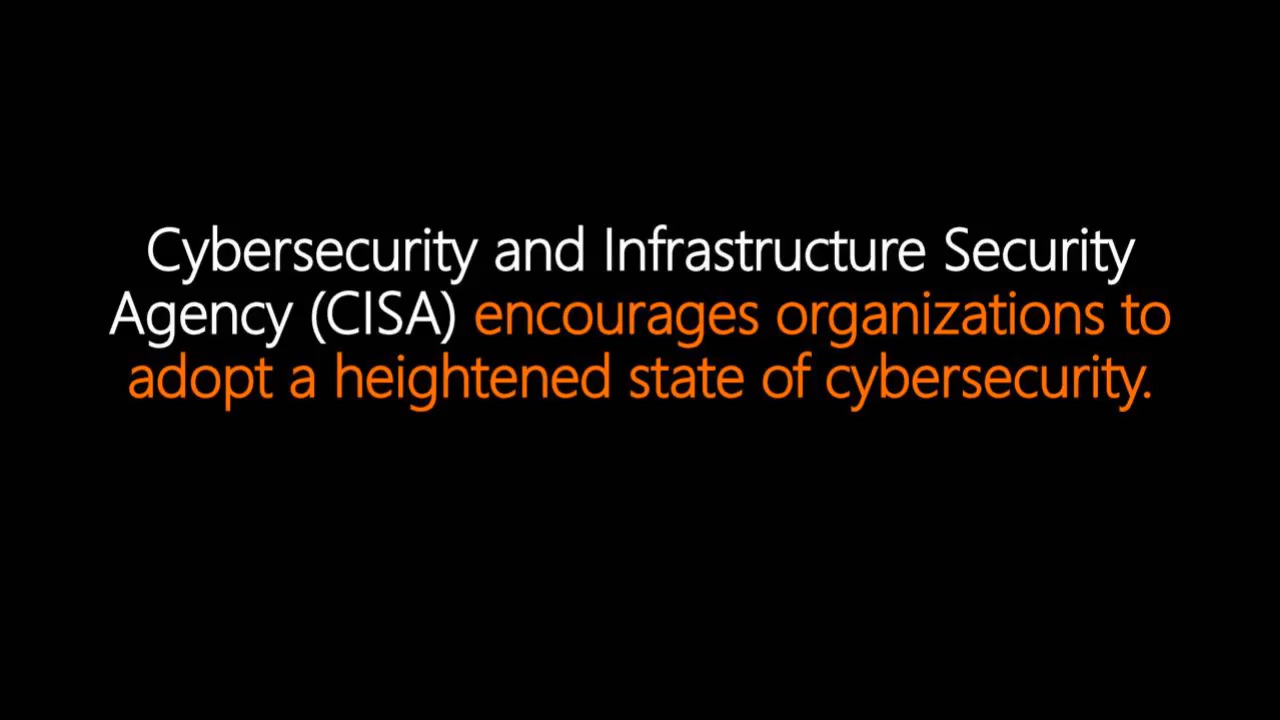 Cybersecurity and Infrastructure Security
Agency (CISA) encourages organizations to
adopt a heightened state of cybersecurity.